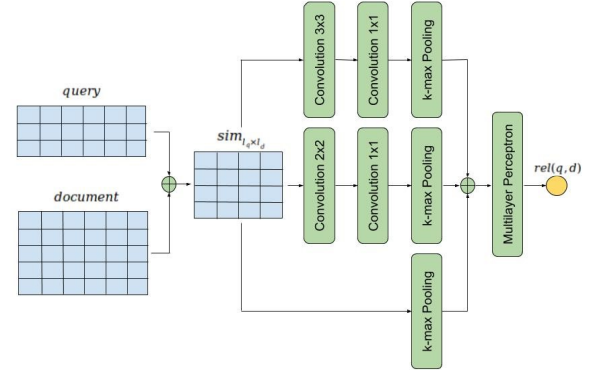 query
document
sim_{l_q×l_d}
Convolution 3x3
Convolution 1x1
k-max Pooling
Convolution 2x2
Convolution 1x1
k-max Pooling
k-max Pooling
Multilayer Perceptron
rel(q,d)